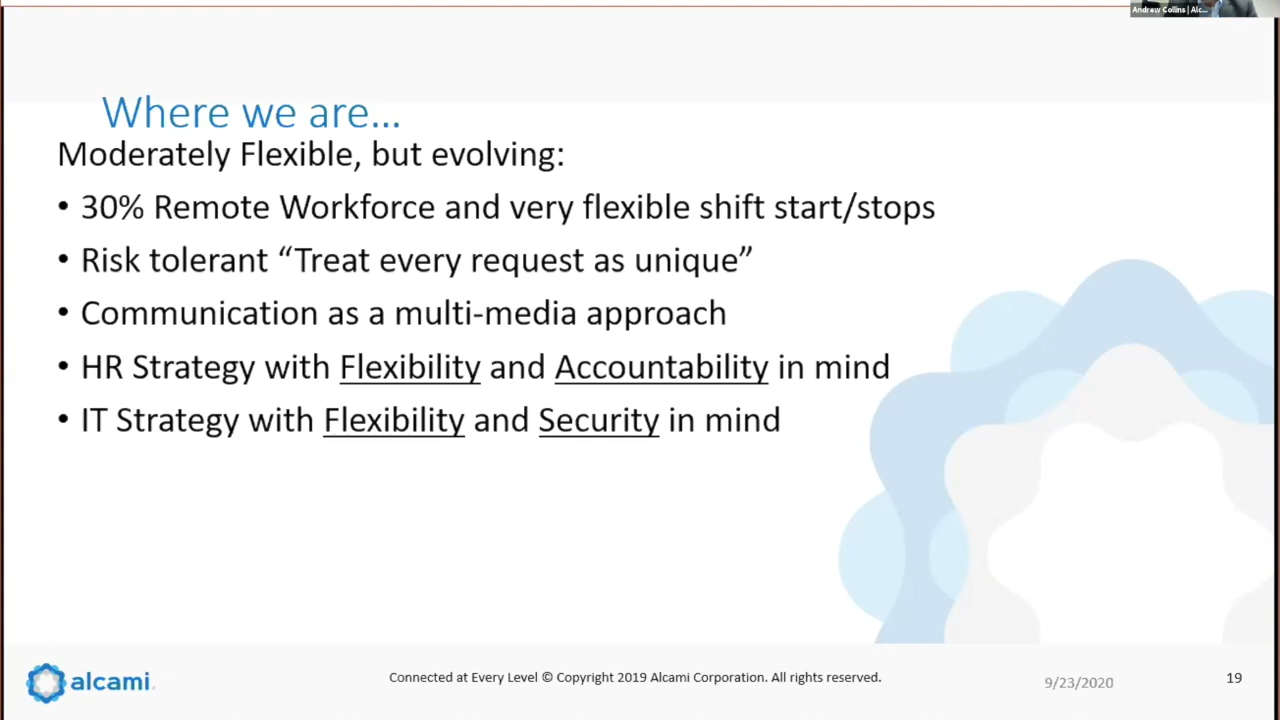 Andrew Collins | Alc...
Where we are...
Moderately Flexible, but evolving:
• 30% Remote Workforce and very flexible shift start/stops
• Risk tolerant “Treat every request as unique”
• Communication as a multi-media approach
• HR Strategy with Flexibility and Accountability in mind
• IT Strategy with Flexibility and Security in mind
alcami
Connected at Every Level © Copyright 2019 Alcami Corporation. All rights reserved.
9/23/2020
19